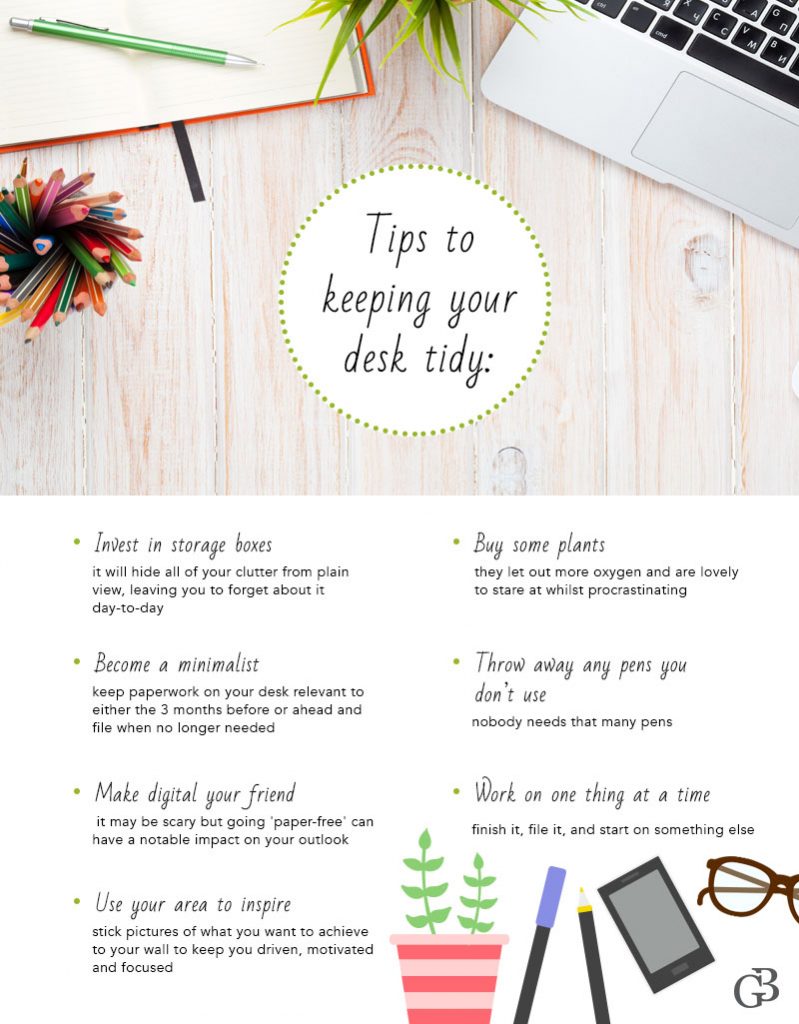 Tips to
keeping your
desk tidy:
Invest in storage boxes
it will hide all of your clutter from plain
view, leaving you to forget about it
day-to-day
Become a minimalist
keep paperwork on your desk relevant to
either the 3 months before or ahead and
file when no longer needed
Make digital your friend
it may be scary but going 'paper-free' can
have a notable impact on your outlook
Use your area to inspire
stick pictures of what you want to achieve
to your wall to keep you driven, motivated
and focused
Buy some plants
they let out more oxygen and are lovely
to stare at whilst procrastinating
Throw away any pens you
don't use
nobody needs that many pens
Work on one thing at a time
finish it, file it, and start on something else
GB